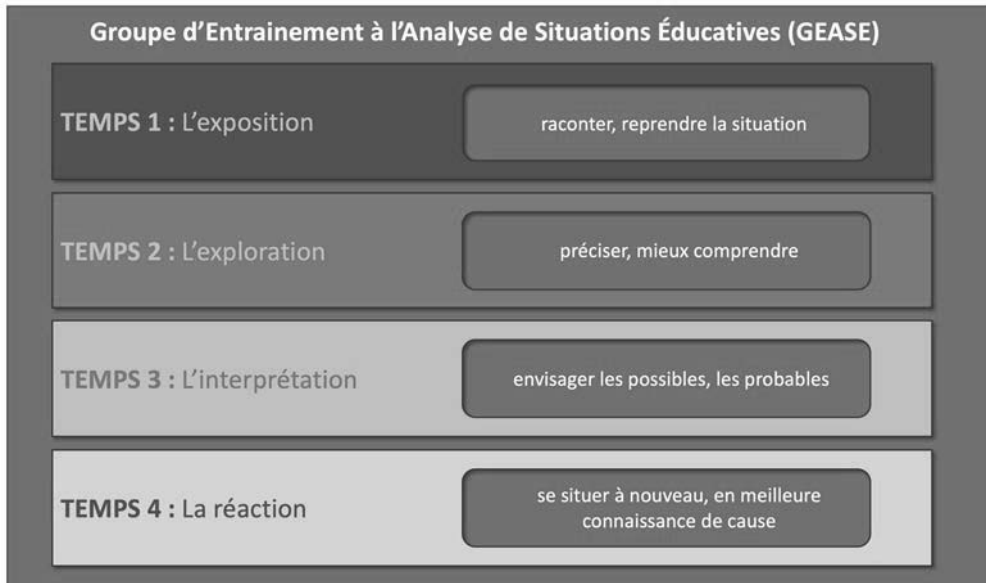 Groupe d'Entrainement à l'Analyse de Situations Éducatives (GEASE)
TEMPS 1 : L'exposition
raconter, reprendre la situation
TEMPS 2 : L'exploration
préciser, mieux comprendre
TEMPS 3 : L'interprétation
envisager les possibles, les probables
TEMPS 4 : La réaction
se situer à nouveau, en meilleure
connaissance de cause